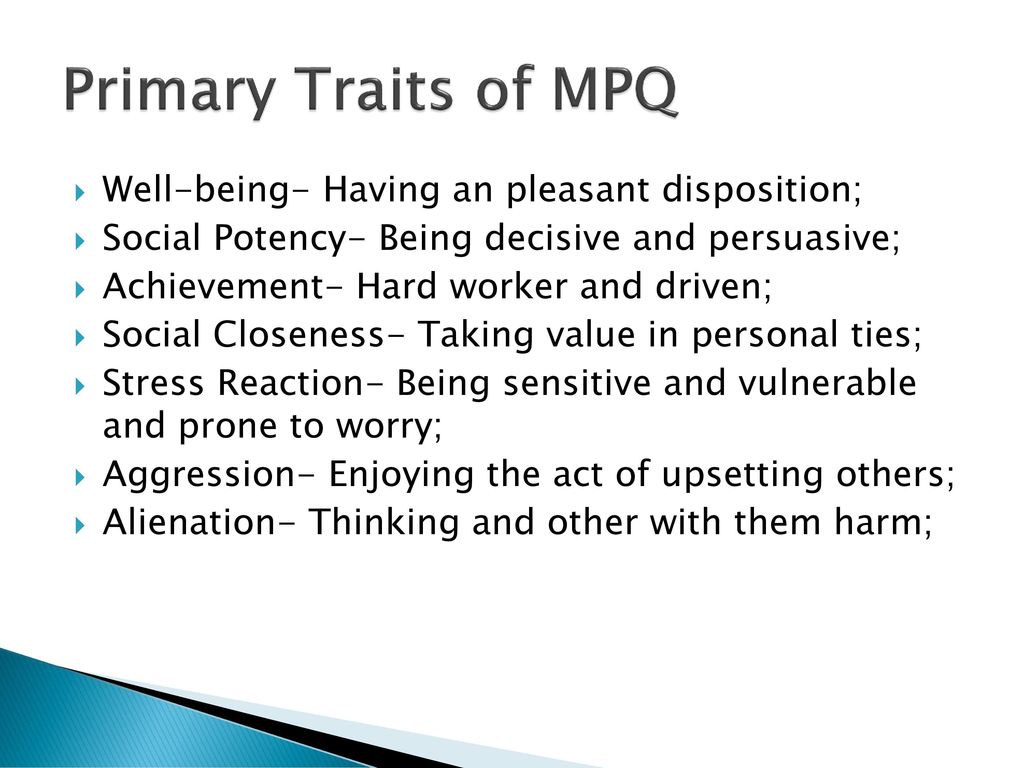 Primary Traits of MPQ
Well-being- Having an pleasant disposition;
Social Potency- Being decisive and persuasive;
Achievement- Hard worker and driven;
Social Closeness- Taking value in personal ties;
Stress Reaction- Being sensitive and vulnerable
and prone to worry;
Aggression- Enjoying the act of upsetting others;
Alienation- Thinking and other with them harm;